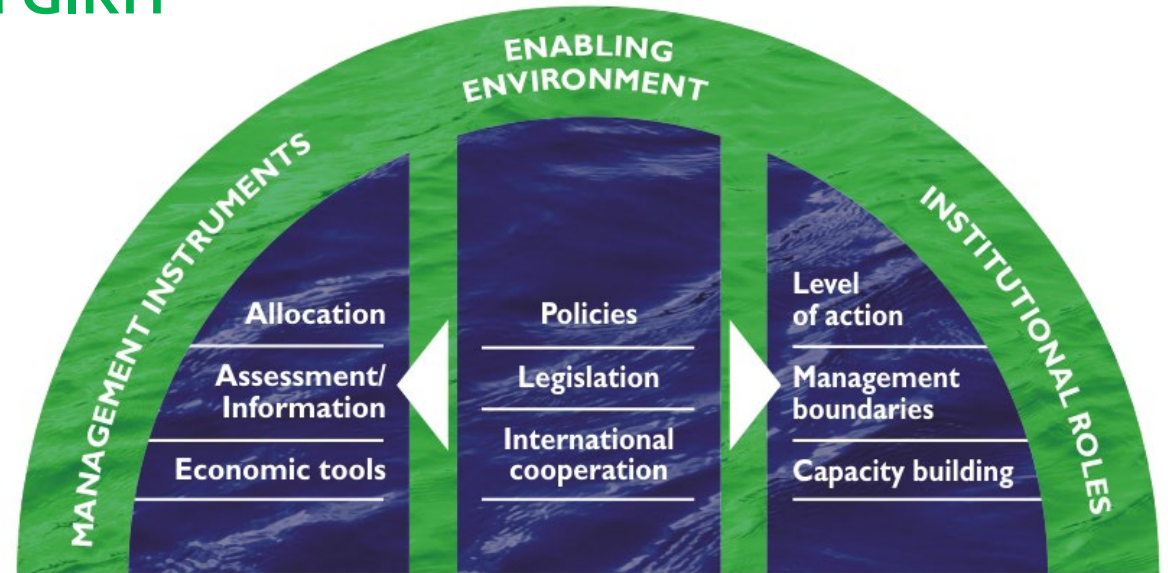 ENABLING
ENVIRONMENT
MANAGEMENT INSTRUMENTS
INSTITUTIONAL ROLES
Allocation
Assessment/
Information
Economic tools
Policies
Legislation
International
cooperation
Level
of action
Management
boundaries
Capacity building